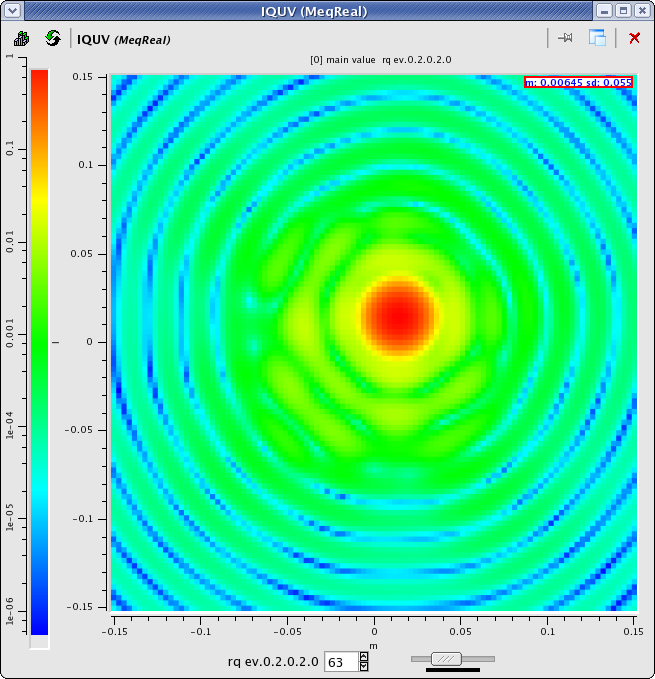 IQUV (MeqReal)
IQUV (MeqReal)
[0] main value rq ev.0.2.0.2.0
m: 0.00645 sd: 0.055
1
0.1
0.01
0.001
1e-04
1e-05
1e-06
0.15
0.1
0.05
0
-0.05
-0.1
-0.15
l
-0.15
-0.1
-0.05
0
0.05
0.1
0.15
m
rq ev.0.2.0.2.0 63